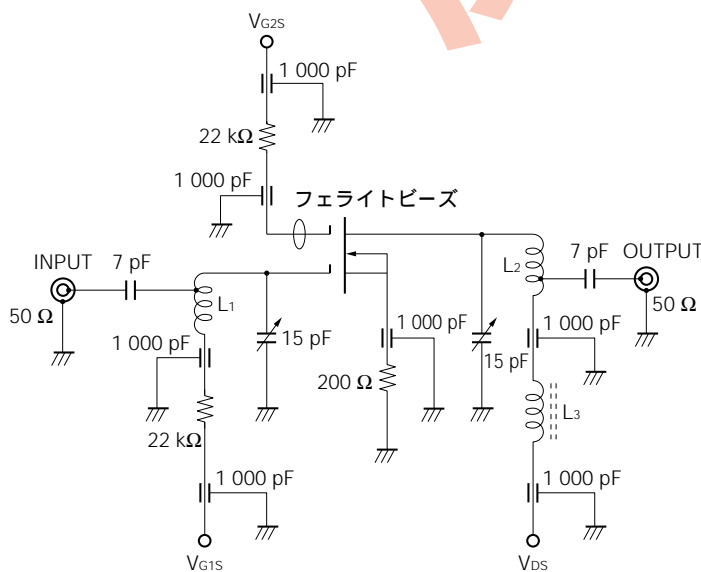 VG2S
1 000 pF
22 kΩ
1 000 pF
フェライトビーズ
INPUT
7 pF
L1
50 Ω
1 000 pF
22 kΩ
15 pF
1 000 pF
VG1S
200 Ω
1 000 pF
15 pF
L2
7 pF
OUTPUT
50 Ω
1 000 pF
L3
1 000 pF
VDS